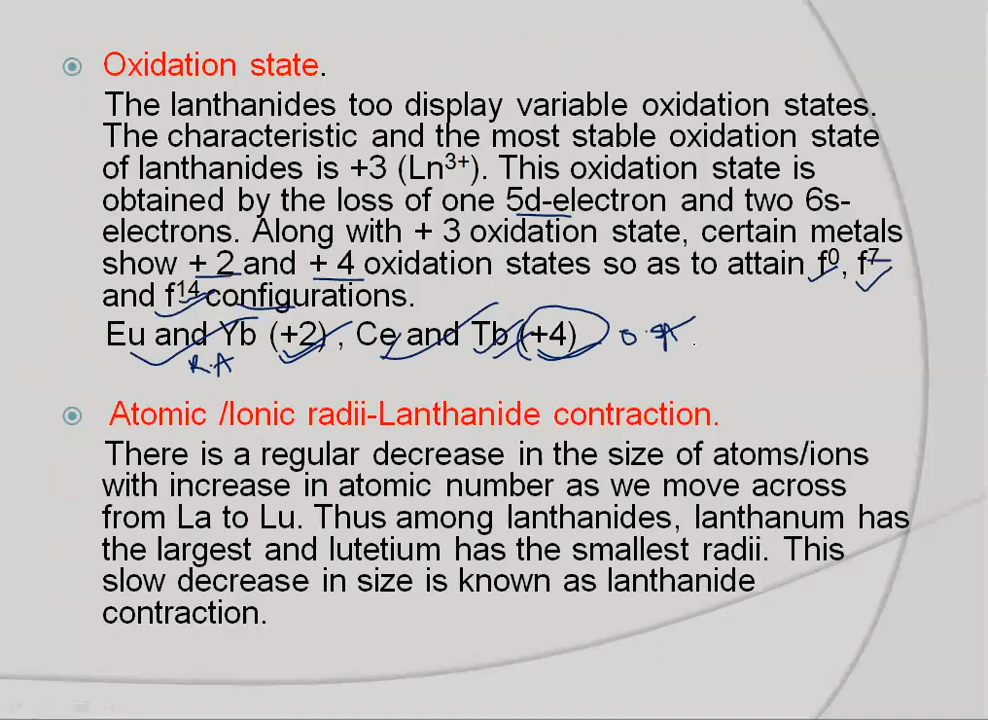 Oxidation state.
The lanthanides too display variable oxidation states.
The characteristic and the most stable oxidation state
of lanthanides is +3 (Ln³⁺). This oxidation state is
obtained by the loss of one 5d-electron and two 6s-
electrons. Along with + 3 oxidation state, certain metals
show + 2 and + 4 oxidation states so as to attain f⁰, f⁷
and f¹⁴ configurations.
Eu and Yb (+2) , Ce and Tb (+4) O.A
R.A
Atomic /Ionic radii-Lanthanide contraction.
There is a regular decrease in the size of atoms/ions
with increase in atomic number as we move across
from La to Lu. Thus among lanthanides, lanthanum has
the largest and lutetium has the smallest radii. This
slow decrease in size is known as lanthanide
contraction.